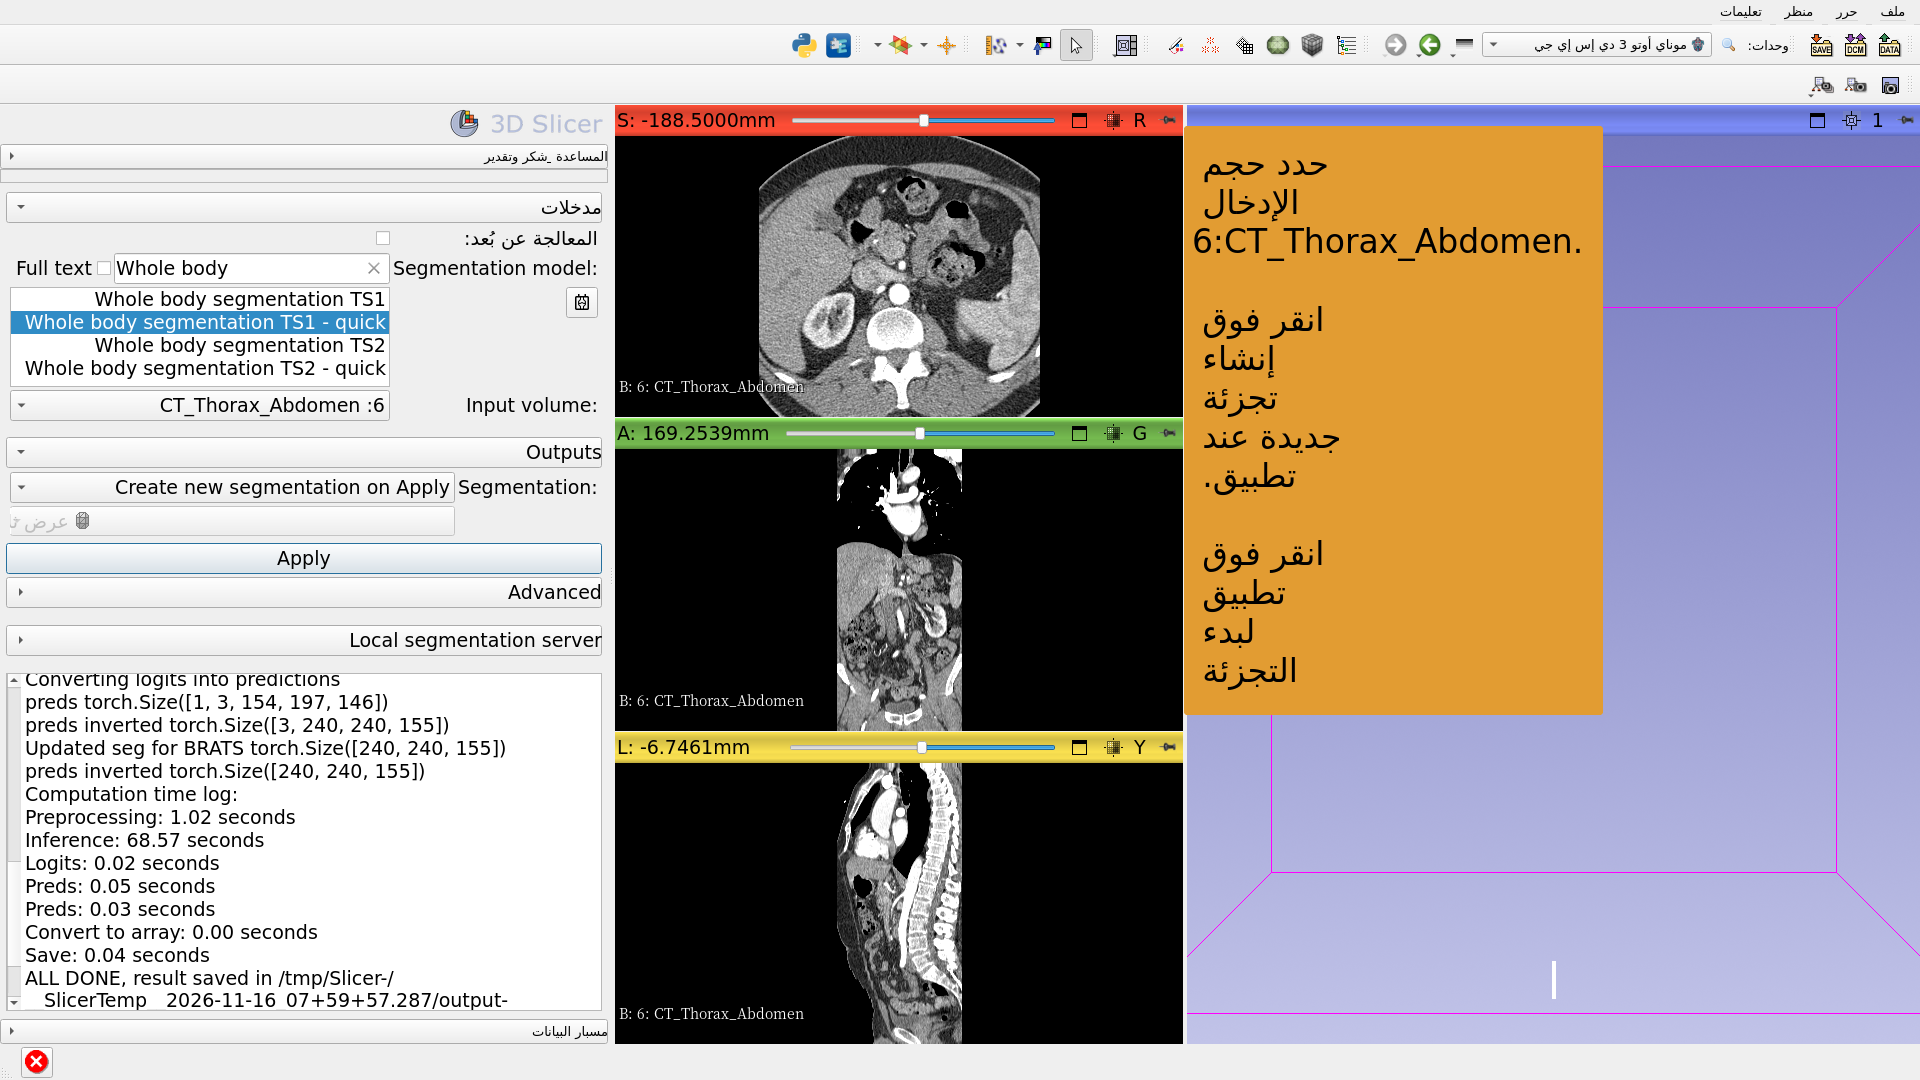 ملف حرر منظر تعليمات
وحدات: موناي أوتو 3 دي إس إي جي
DATA DCM SAVE
3D Slicer
المساعدة _شكر وتقدير
مدخلات
المعالجة عن بُعد:
Segmentation model: Whole body Full text
Whole body segmentation TS1
Whole body segmentation TS1 - quick
Whole body segmentation TS2
Whole body segmentation TS2 - quick
Input volume: CT_Thorax_Abdomen :6
Outputs
Segmentation: Create new segmentation on Apply
عرض
Apply
Advanced
Local segmentation server
Converting logits into predictions
preds torch.Size([1, 3, 154, 197, 146])
preds inverted torch.Size([3, 240, 240, 155])
Updated seg for BRATS torch.Size([240, 240, 155])
preds inverted torch.Size([240, 240, 155])
Computation time log:
Preprocessing: 1.02 seconds
Inference: 68.57 seconds
Logits: 0.02 seconds
Preds: 0.05 seconds
Preds: 0.03 seconds
Convert to array: 0.00 seconds
Save: 0.04 seconds
ALL DONE, result saved in /tmp/Slicer-/
__SlicerTemp__2026-11-16_07+59+57.287/output-
مسبار البيانات
S: -188.5000mm R
B: 6: CT_Thorax_Abdomen
A: 169.2539mm G
B: 6: CT_Thorax_Abdomen
L: -6.7461mm Y
B: 6: CT_Thorax_Abdomen
1
حدد حجم
الإدخال
6:CT_Thorax_Abdomen.
انقر فوق
إنشاء
تجزئة
جديدة عند
تطبيق.
انقر فوق
تطبيق
لبدء
التجزئة